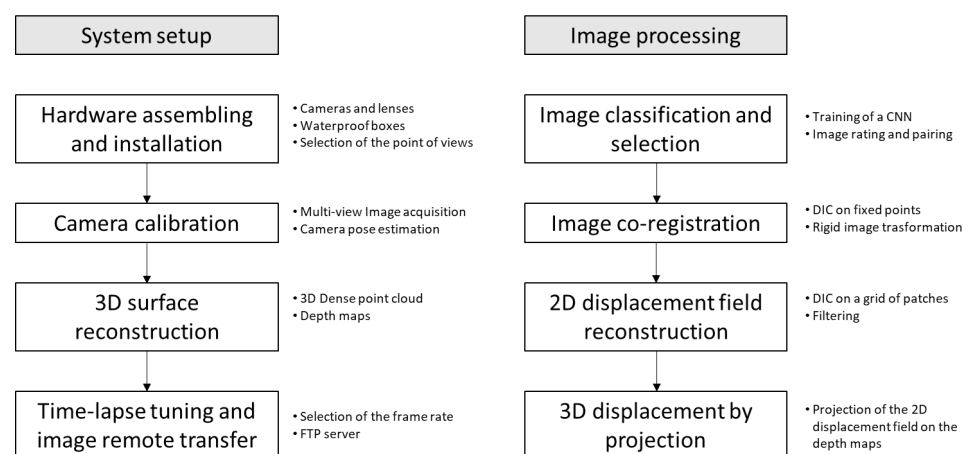 System setup
Hardware assembling
and installation
• Cameras and lenses
• Waterproof boxes
• Selection of the point of views
Camera calibration
• Multi-view Image acquisition
• Camera pose estimation
3D surface
reconstruction
• 3D Dense point cloud
• Depth maps
Time-lapse tuning and
image remote transfer
• Selection of the frame rate
• FTP server
Image processing
Image classification and
selection
• Training of a CNN
• Image rating and pairing
Image co-registration
• DIC on fixed points
• Rigid image trasformation
2D displacement field
reconstruction
• DIC on a grid of patches
• Filtering
3D displacement by
projection
• Projection of the 2D
displacement field on the
depth maps